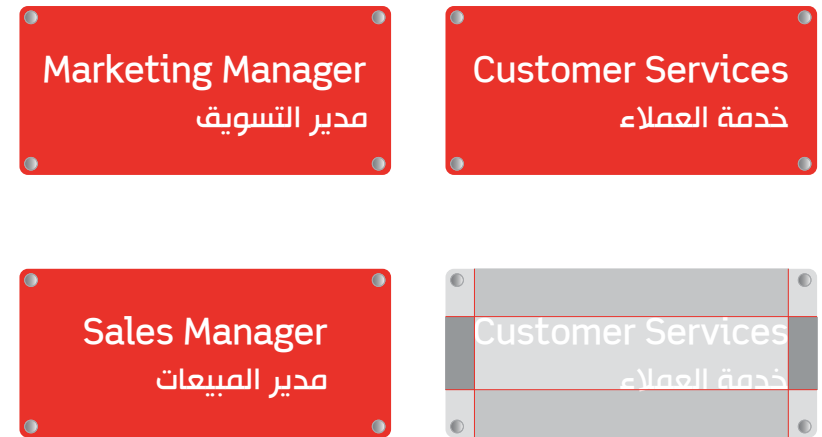 Marketing Manager
مدير التسويق
Customer Services
خدمة العملاء
Sales Manager
مدير المبيعات
Customer Services
خدمة العملاء